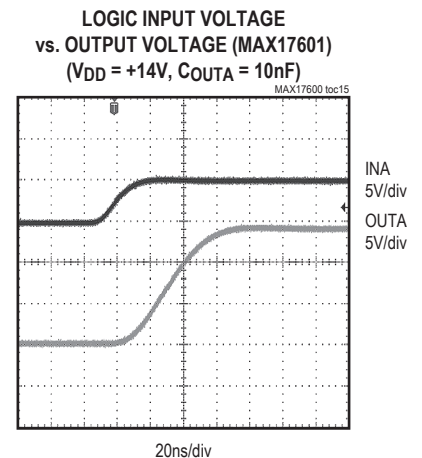 LOGIC INPUT VOLTAGE
vs. OUTPUT VOLTAGE (MAX17601)
(VDD = +14V, COUTA = 10nF)
MAX17600 toc15
INA
5V/div
OUTA
5V/div
20ns/div